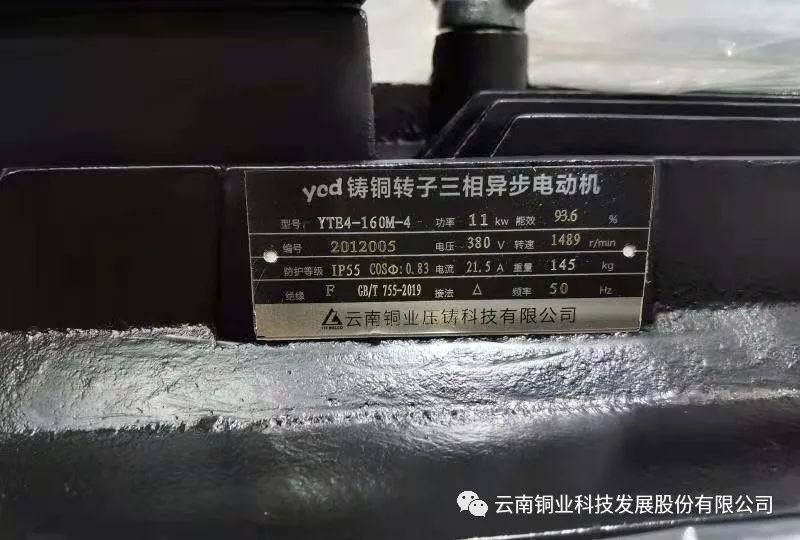 ycd铸铜转子三相异步电动机
型号 YTE4-160M-4 功率 11 kw 能效 93.6 %
编号 2012005 电压 380 V 转速 1489 r/min
防护等级 IP55 COSΦ:0.83 电流 21.5 A 重量 145 kg
绝缘 F GB/T 755-2019 接法 △ 频率 50 Hz
云南铜业压铸科技有限公司
云南铜业科技发展股份有限公司